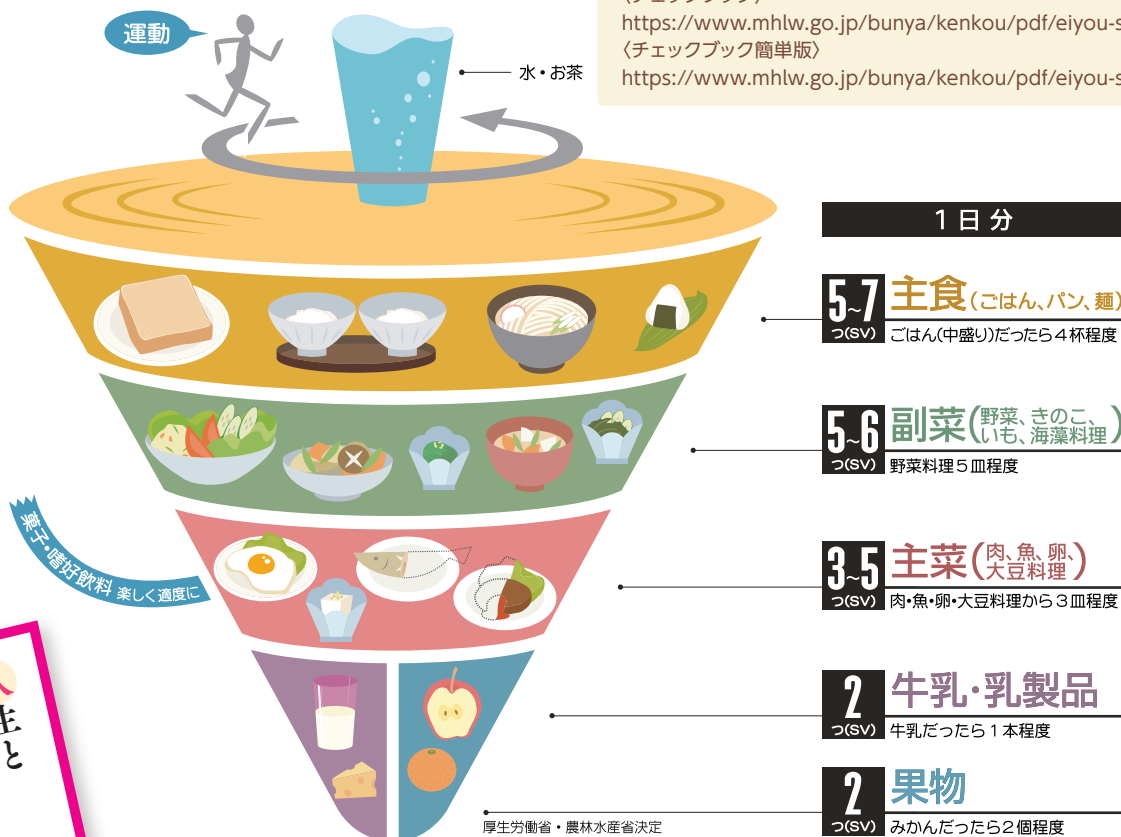 〈チェックブック〉
https://www.mhlw.go.jp/bunya/kenkou/pdf/eiyou-s
〈チェックブック簡単版〉
https://www.mhlw.go.jp/bunya/kenkou/pdf/eiyou-s
運動
水・お茶
1日分
5~7
つ(SV)
主食(ごはん、パン、麺)
ごはん(中盛り)だったら4杯程度
5~6
つ(SV)
副菜(野菜、きのこ、
いも、海藻料理)
野菜料理5皿程度
菓子・嗜好飲料 楽しく適度に
3~5
つ(SV)
主菜(肉、魚、卵、
大豆料理)
肉・魚・卵・大豆料理から3皿程度
2
つ(SV)
牛乳・乳製品
牛乳だったら1本程度
2
つ(SV)
果物
みかんだったら2個程度
厚生労働省・農林水産省決定
と